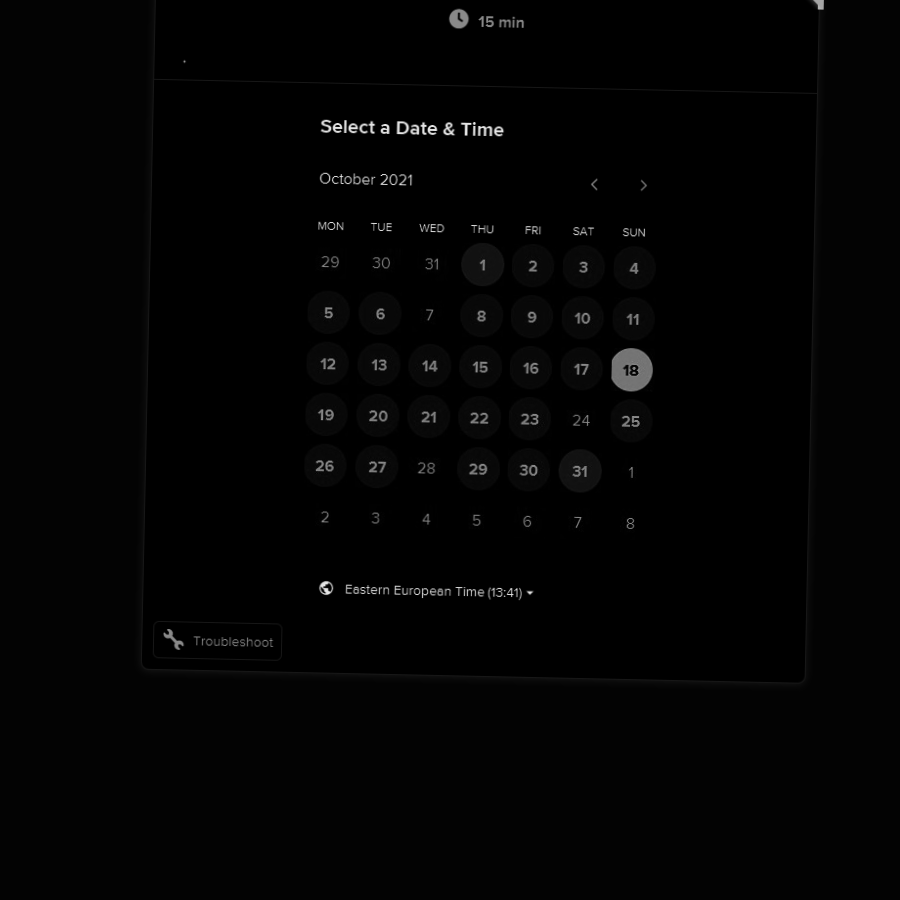 15 min
.
Select a Date & Time
October 2021
MON TUE WED THU FRI SAT SUN
29 30 31 1 2 3 4
5 6 7 8 9 10 11
12 13 14 15 16 17 18
19 20 21 22 23 24 25
26 27 28 29 30 31 1
2 3 4 5 6 7 8
Eastern European Time (13:41)
Troubleshoot